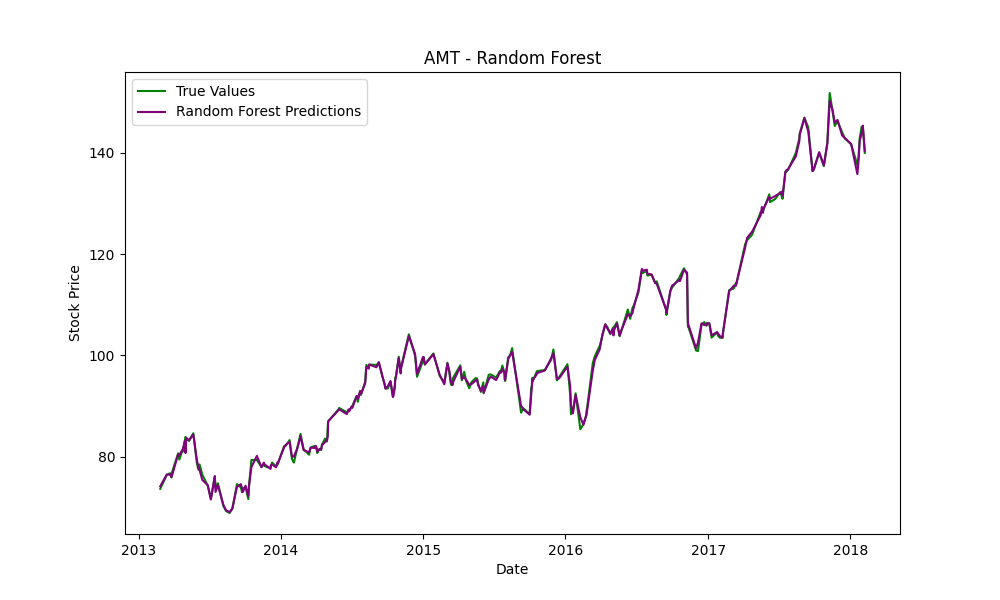 AMT - Random Forest
True Values
Random Forest Predictions
Stock Price
140
120
100
80
2013 2014 2015 2016 2017 2018
Date